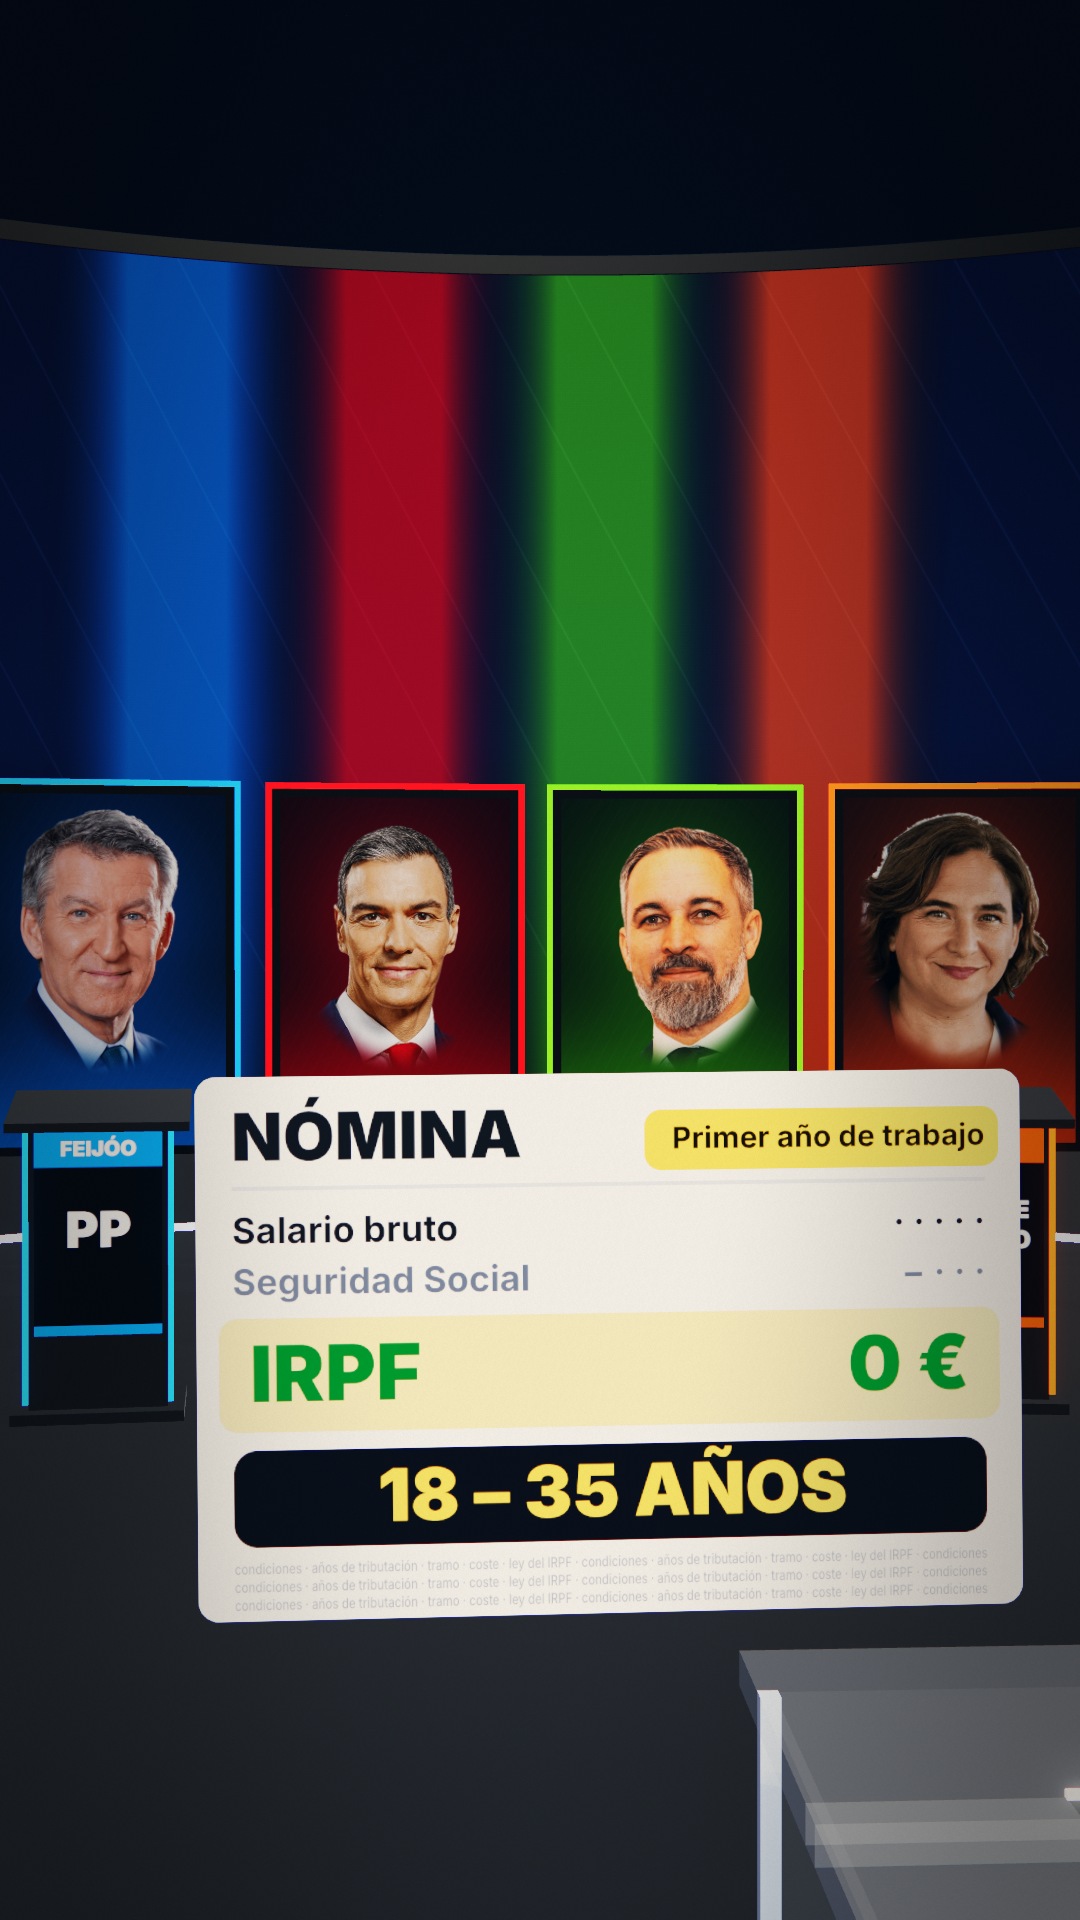 FEIJÓO
PP
NÓMINA
Primer año de trabajo
Salario bruto
Seguridad Social
IRPF 0 €
18 – 35 AÑOS
condiciones · años de tributación · tramo · coste · ley del IRPF · condiciones · años de tributación · tramo · coste · ley del IRPF · condiciones
condiciones · años de tributación · tramo · coste · ley del IRPF · condiciones · años de tributación · tramo · coste · ley del IRPF · condiciones
condiciones · años de tributación · tramo · coste · ley del IRPF · condiciones · años de tributación · tramo · coste · ley del IRPF · condiciones